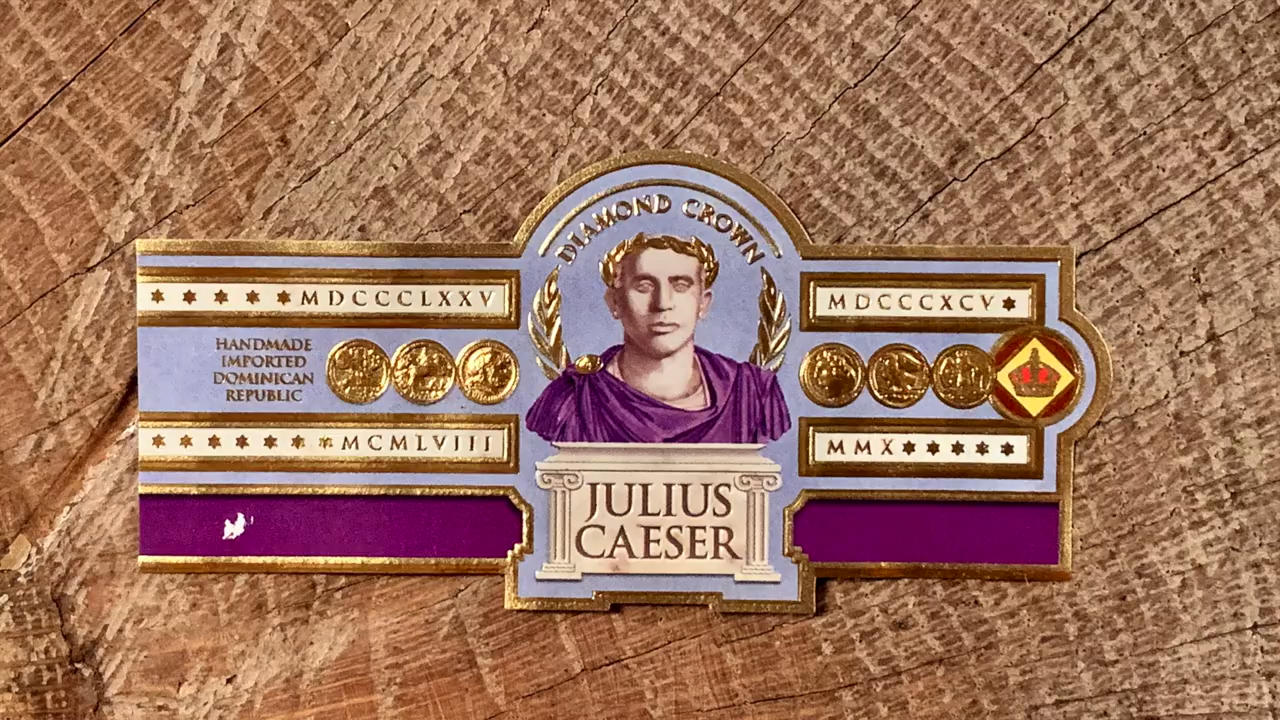 DIAMOND CROWN
MDCCCLXXV
MDCCCXCV
HANDMADE
IMPORTED
DOMINICAN
REPUBLIC
MCMLVIII
MMX
JULIUS
CAESER